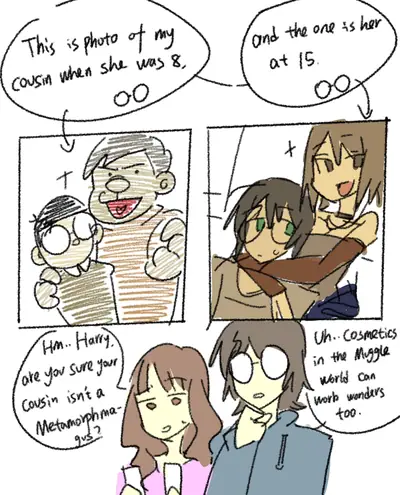 This is photo of my
cousin when she was 8,
and the one is her
at 15.
Hm.. Harry,
are you sure your
cousin isn't a
Metamorphma-
gus?
Uh.. Cosmetics
in the Muggle
world can
work wonders
too.